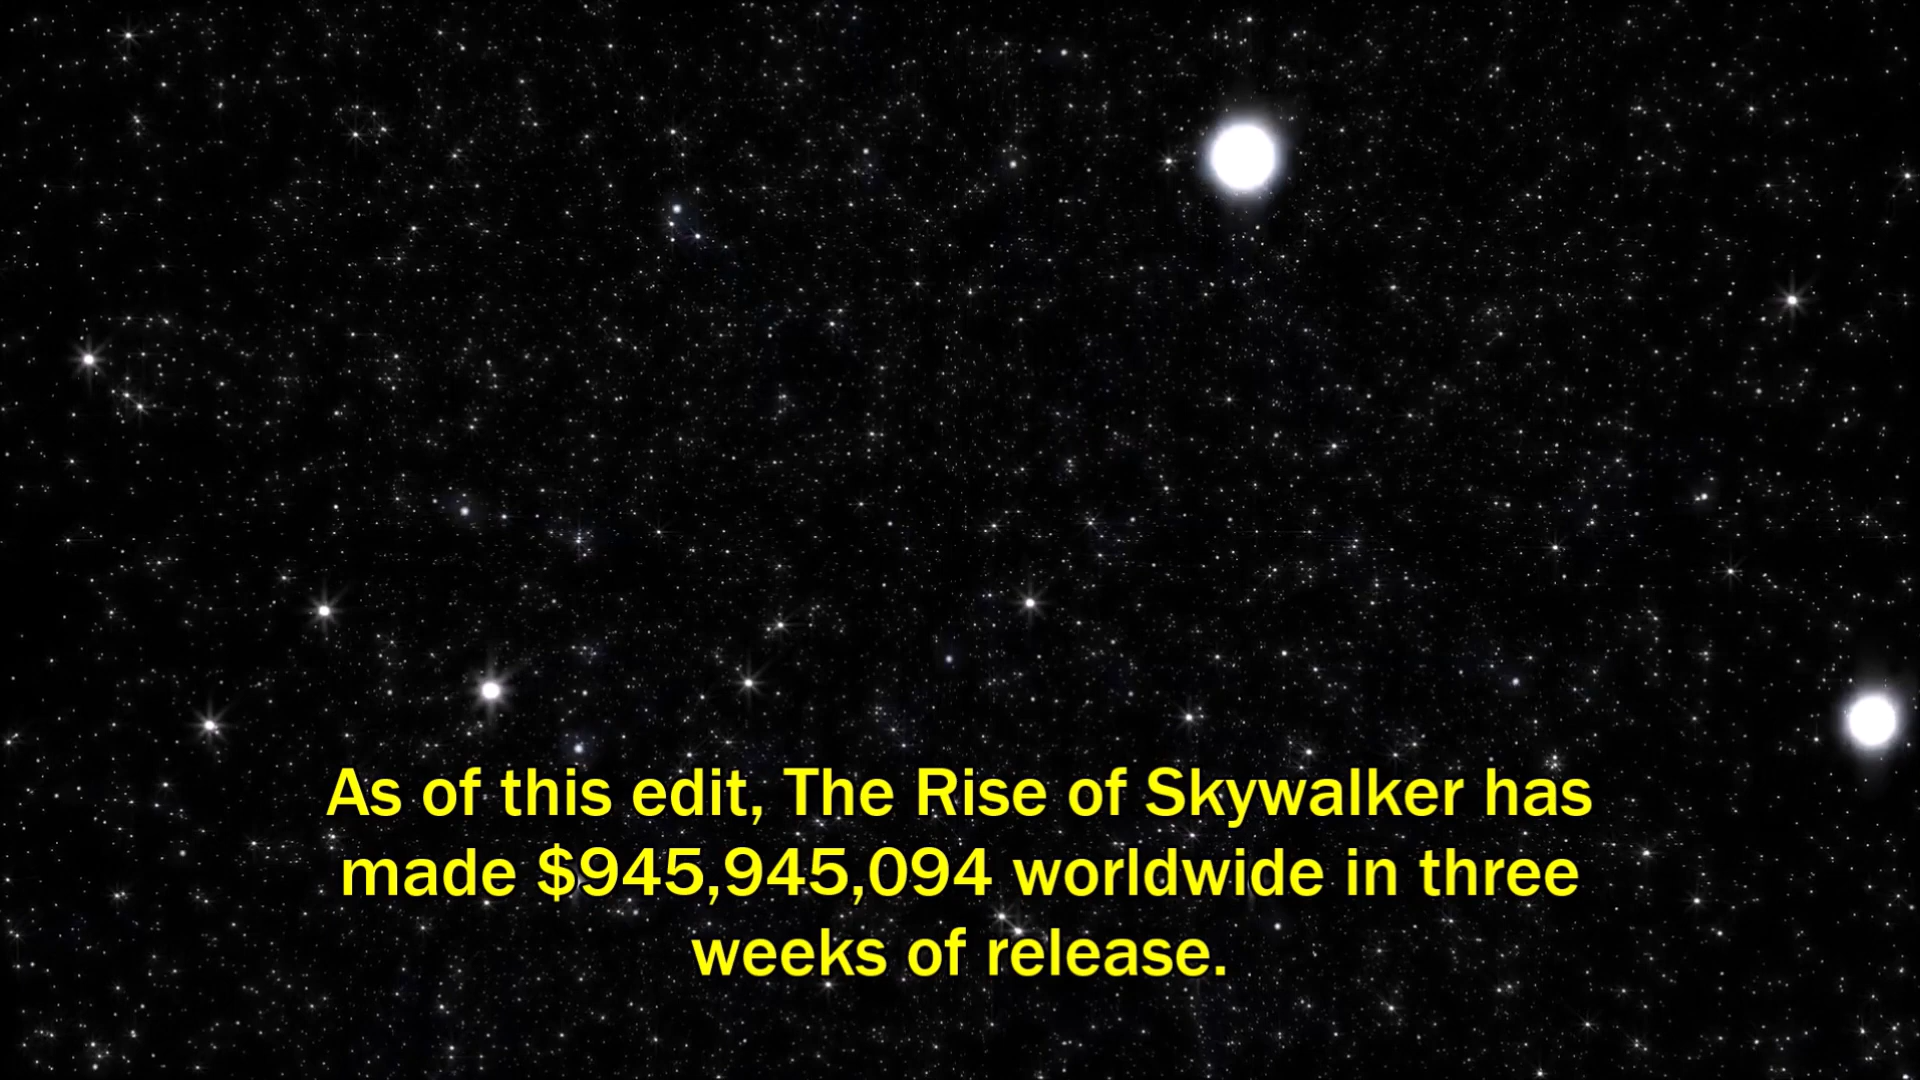 As of this edit, The Rise of Skywalker has
made $945,945,094 worldwide in three
weeks of release.